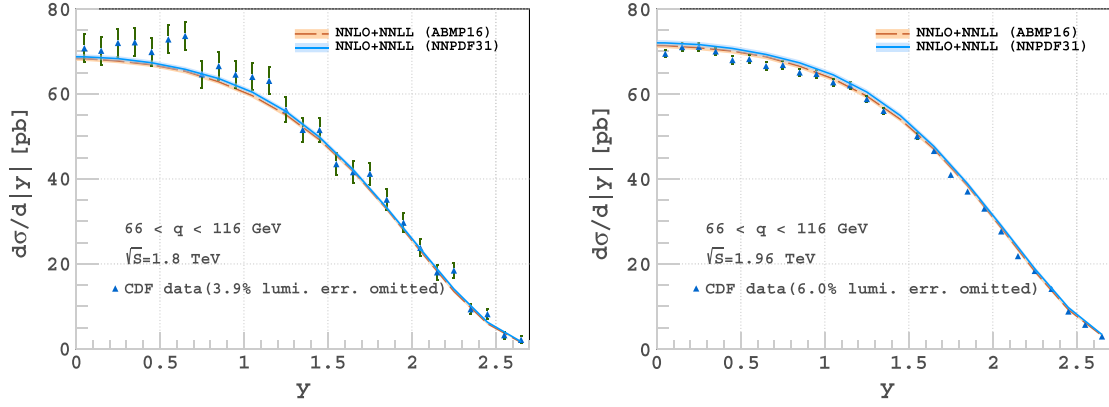 80
60
40
20
0
dσ/d|y| [pb]
NNLO+NNLL (ABMP16)
NNLO+NNLL (NNPDF31)
66 < q < 116 GeV
√S=1.8 TeV
CDF data(3.9% lumi. err. omitted)
0 0.5 1 1.5 2 2.5
y
80
60
40
20
0
dσ/d|y| [pb]
NNLO+NNLL (ABMP16)
NNLO+NNLL (NNPDF31)
66 < q < 116 GeV
√S=1.96 TeV
CDF data(6.0% lumi. err. omitted)
0 0.5 1 1.5 2 2.5
y